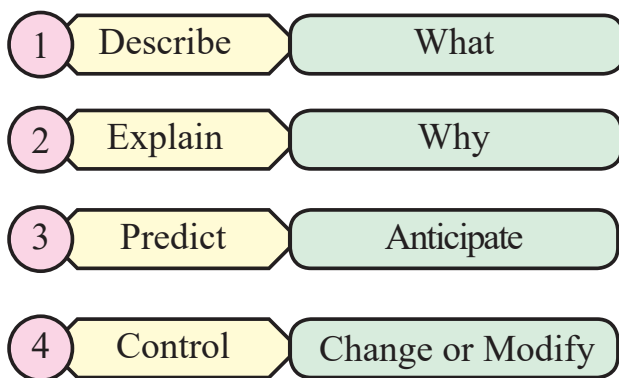 1 Describe What
2 Explain Why
3 Predict Anticipate
4 Control Change or Modify